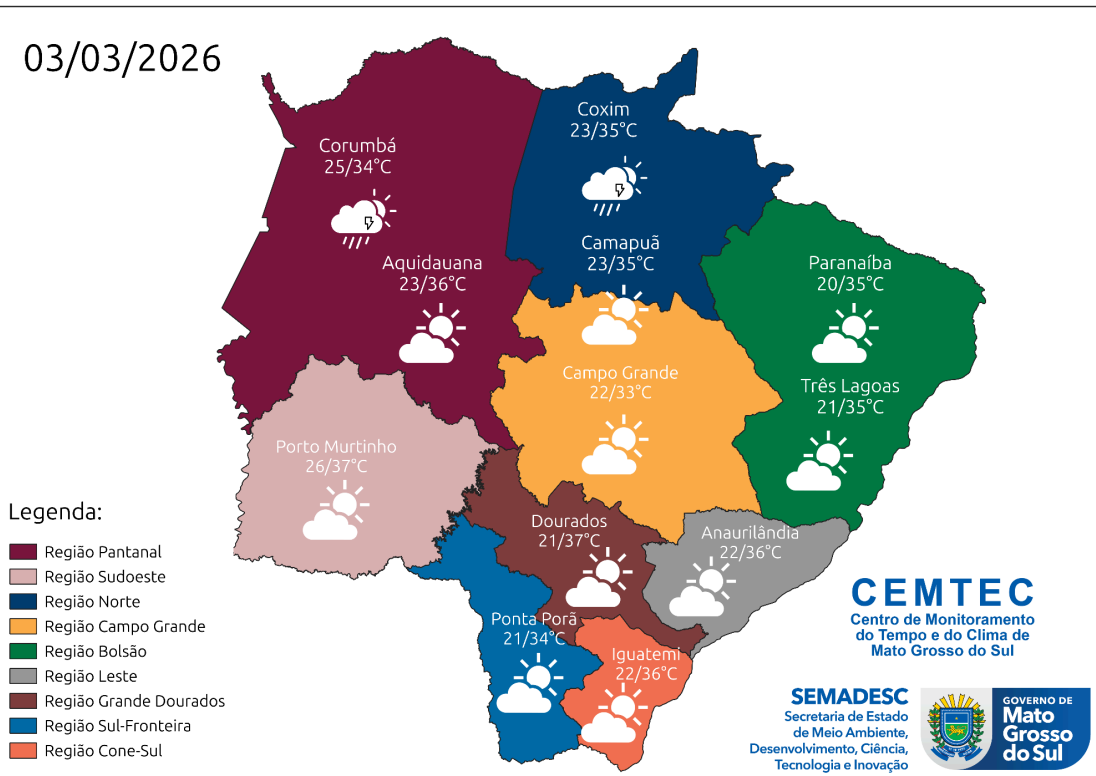 03/03/2026
Coxim
23/35°C
Corumbá
25/34°C
Camapuã
23/35°C
Aquidauana
23/36°C
Paranaíba
20/35°C
Campo Grande
22/33°C
Três Lagoas
21/35°C
Porto Murtinho
26/37°C
Dourados
21/37°C
Anaurilândia
22/36°C
Ponta Porã
21/34°C
Iguatemi
22/36°C
Legenda:
Região Pantanal
Região Sudoeste
Região Norte
Região Campo Grande
Região Bolsão
Região Leste
Região Grande Dourados
Região Sul-Fronteira
Região Cone-Sul
CEMTEC
Centro de Monitoramento
do Tempo e do Clima de
Mato Grosso do Sul
SEMADESC
Secretaria de Estado
de Meio Ambiente,
Desenvolvimento, Ciência,
Tecnologia e Inovação
GOVERNO DE
Mato
Grosso
do Sul